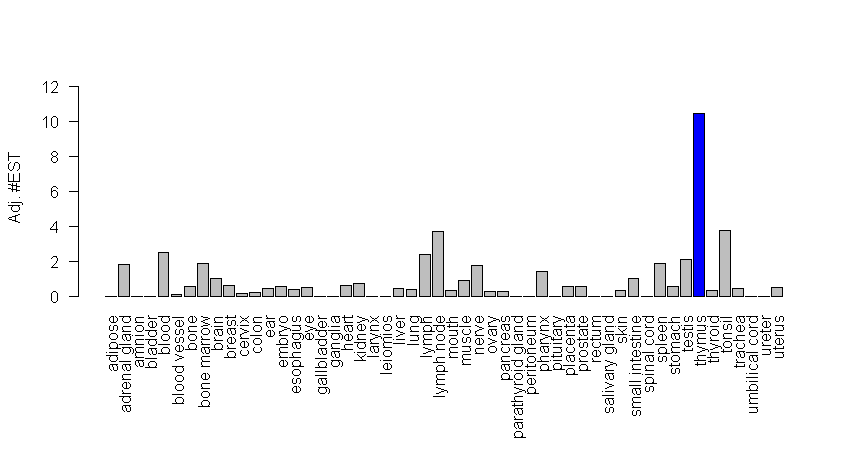 Adj. #EST
12
10
8
6
4
2
0
adipose
adrenal gland
amnion
bladder
blood
blood vessel
bone
bone marrow
brain
breast
cervix
colon
ear
embryo
esophagus
eye
gallbladder
ganglia
heart
kidney
larynx
leiomios
liver
lung
lymph
lymph node
mouth
muscle
nerve
ovary
pancreas
parathyroid gland
peritoneum
pharynx
pituitary
placenta
prostate
rectum
salivary gland
skin
small intestine
spinal cord
spleen
stomach
testis
thymus
thyroid
tonsil
trachea
umbilical cord
ureter
uterus